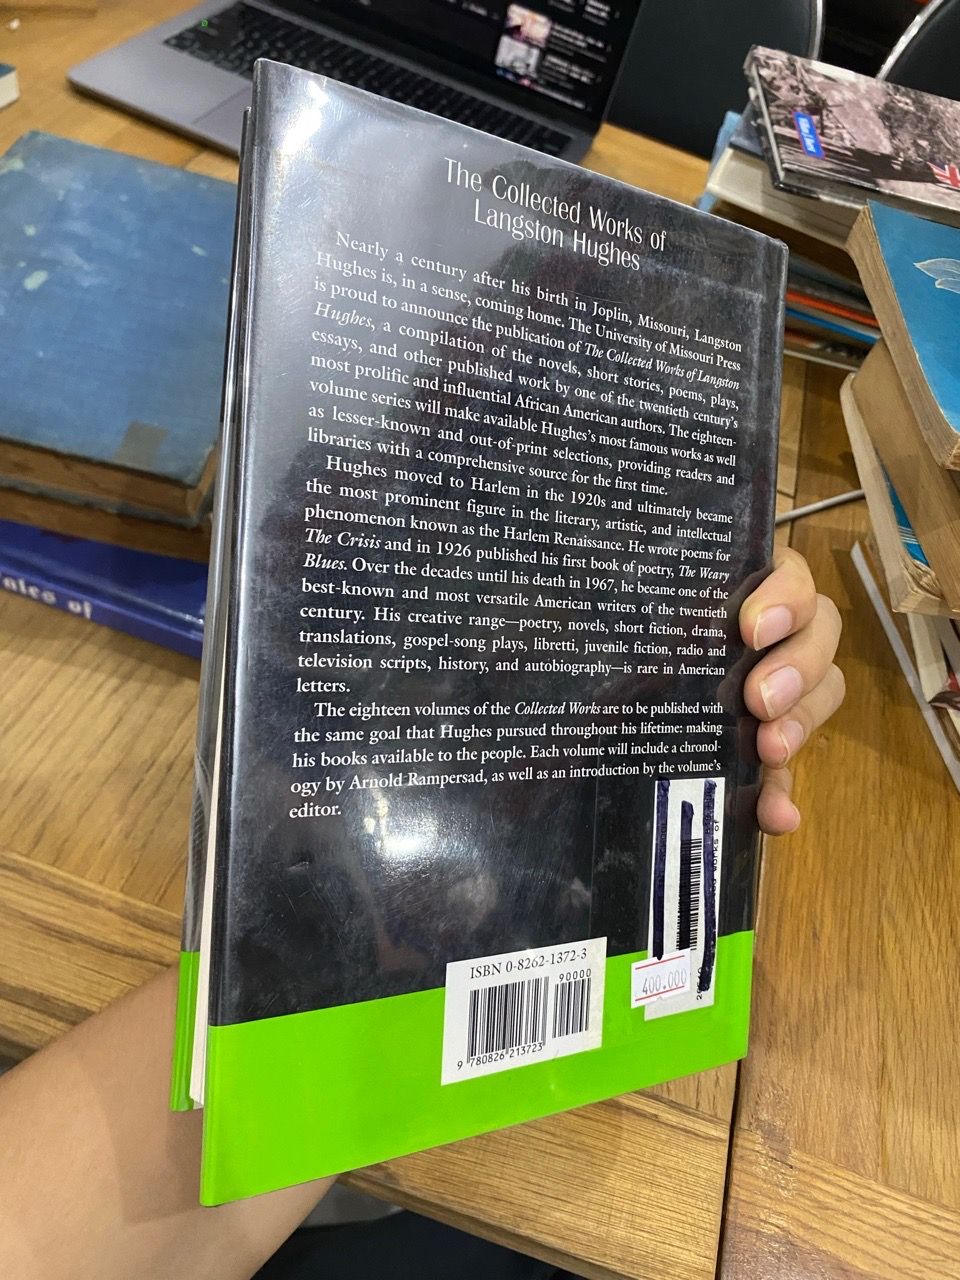 The Collected Works of
Langston Hughes
Nearly a century after his birth in Joplin, Missouri, Langston
Hughes is, in a sense, coming home. The University of Missouri Press
is proud to announce the publication of The Collected Works of Langston
Hughes, a compilation of the novels, short stories, poems, plays,
essays, and other published work by one of the twentieth century's
most prolific and influential African American authors. The eighteen-
volume series will make available Hughes's most famous works as well
as lesser-known and out-of-print selections, providing readers and
libraries with a comprehensive source for the first time.
Hughes moved to Harlem in the 1920s and ultimately became
the most prominent figure in the literary, artistic, and intellectual
phenomenon known as the Harlem Renaissance. He wrote poems for
The Crisis and in 1926 published his first book of poetry, The Weary
Blues. Over the decades until his death in 1967, he became one of the
best-known and most versatile American writers of the twentieth
century. His creative range—poetry, novels, short fiction, drama,
translations, gospel-song plays, libretti, juvenile fiction, radio and
television scripts, history, and autobiography—is rare in American
letters.
The eighteen volumes of the Collected Works are to be published with
the same goal that Hughes pursued throughout his lifetime: making
his books available to the people. Each volume will include a chronol-
ogy by Arnold Rampersad, as well as an introduction by the volume's
editor.
works of
400.000
ISBN 0-8262-1372-3
90000
9 780826 213723
ales of